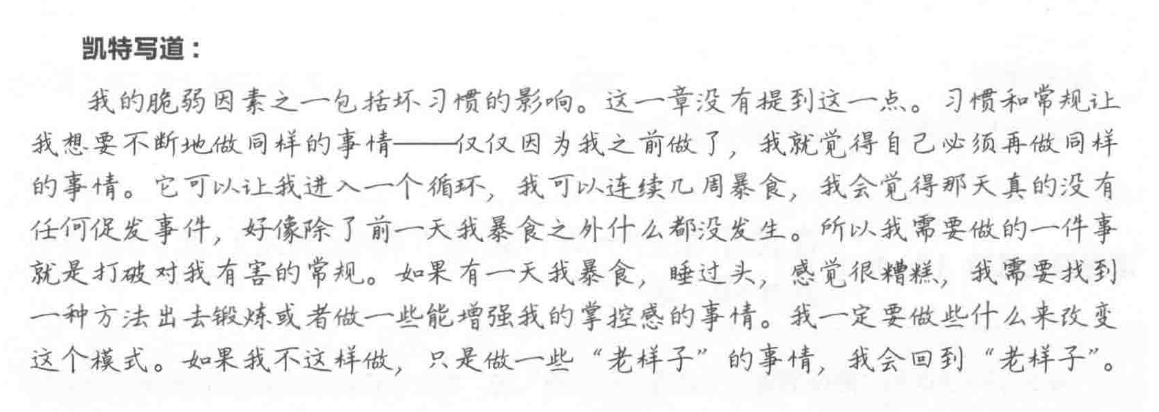 凯特写道：
我的脆弱因素之一包括坏习惯的影响。这一章没有提到这一点。习惯和常规让
我想要不断地做同样的事情——仅仅因为我之前做了，我就觉得自己必须再做同样
的事情。它可以让我进入一个循环，我可以连续几周暴食，我会觉得那天真的没有
任何促发事件，好像除了前一天我暴食之外什么都没发生。所以我需要做的一件事
就是打破对我有害的常规。如果有一天我暴食，睡过头，感觉很糟糕，我需要找到
一种方法出去锻炼或者做一些能增强我的掌控感的事情。我一定要做些什么来改变
这个模式。如果我不这样做，只是做一些“老样子”的事情，我会回到“老样子”。